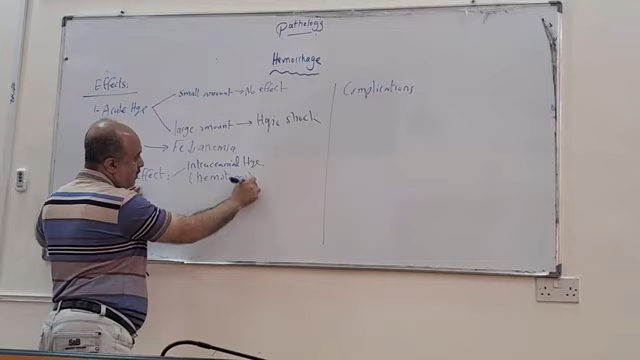 Pathology
Hemorrhage
Effects:
1- Acute Hge
small amount → No effect
large amount → Hgic shock
→ Fe ↓ anemia
effect: Intracranial Hge
(hematoma)
Complications